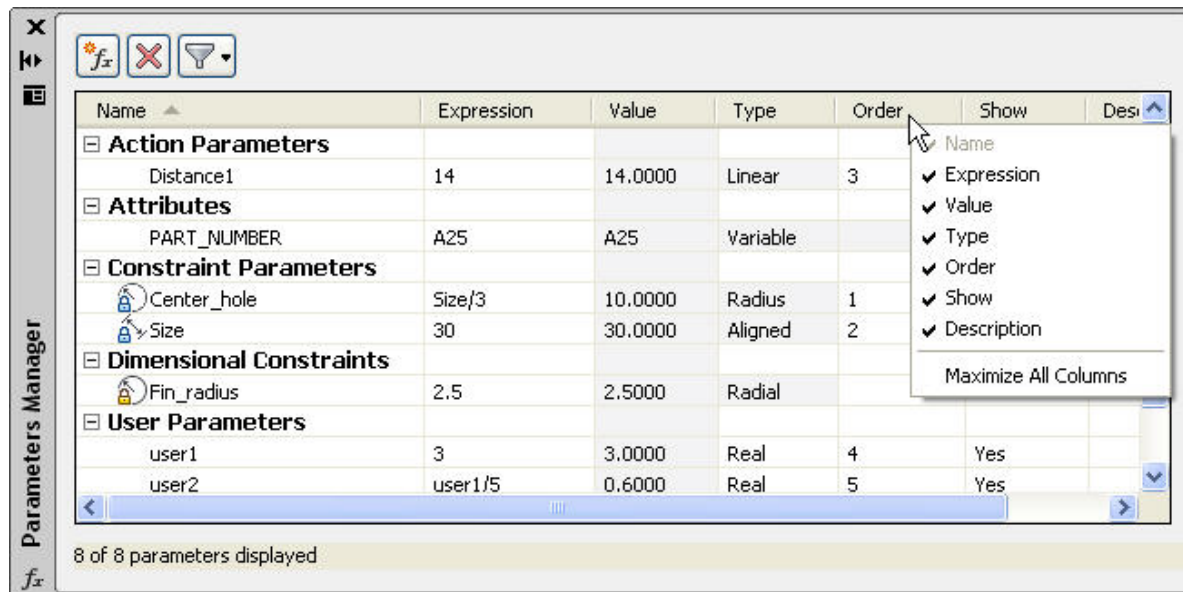 fx
Name Expression Value Type Order Show Des
Action Parameters
Distance1 14 14.0000 Linear 3
Attributes
PART_NUMBER A25 A25 Variable
Constraint Parameters
Center_hole Size/3 10.0000 Radius 1
Size 30 30.0000 Aligned 2
Dimensional Constraints
Fin_radius 2.5 2.5000 Radial
User Parameters
user1 3 3.0000 Real 4 Yes
user2 user1/5 0.6000 Real 5 Yes
Name
Expression
Value
Type
Order
Show
Description
Maximize All Columns
8 of 8 parameters displayed
Parameters Manager
fx